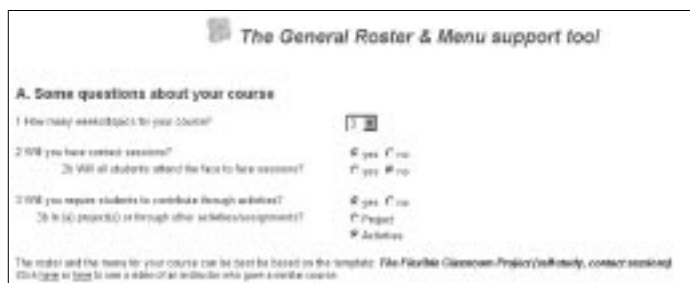 The General Roster & Menu support tool
A. Some questions about your course
1 How many weeks/topics for your course? 3
2 Will you have contact sessions? yes no
2b Will all students attend the face to face sessions? yes no
3 Will you require students to contribute through activities? yes no
3b In (a) project(s) or through other activities/assignments? Project
Activities
The roster and the menu for your course can be best be based on the template: The Flexible Classroom Project (self study, contact sessions)
Click here or here to see a video of an instructor who gave a similar course.